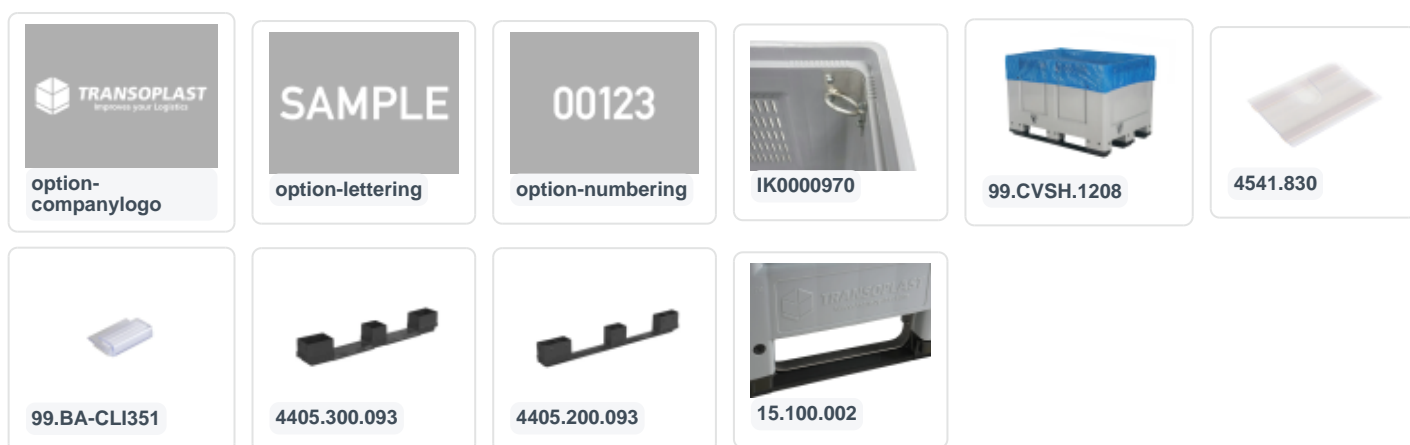 TRANSOPLAST
Improves your Logistics
option-
companylogo
SAMPLE
option-lettering
00123
option-numbering
IK0000970
99.CVSH.1208
4541.830
99.BA-CLI351
4405.300.093
4405.200.093
TRANSOPLAST
15.100.002